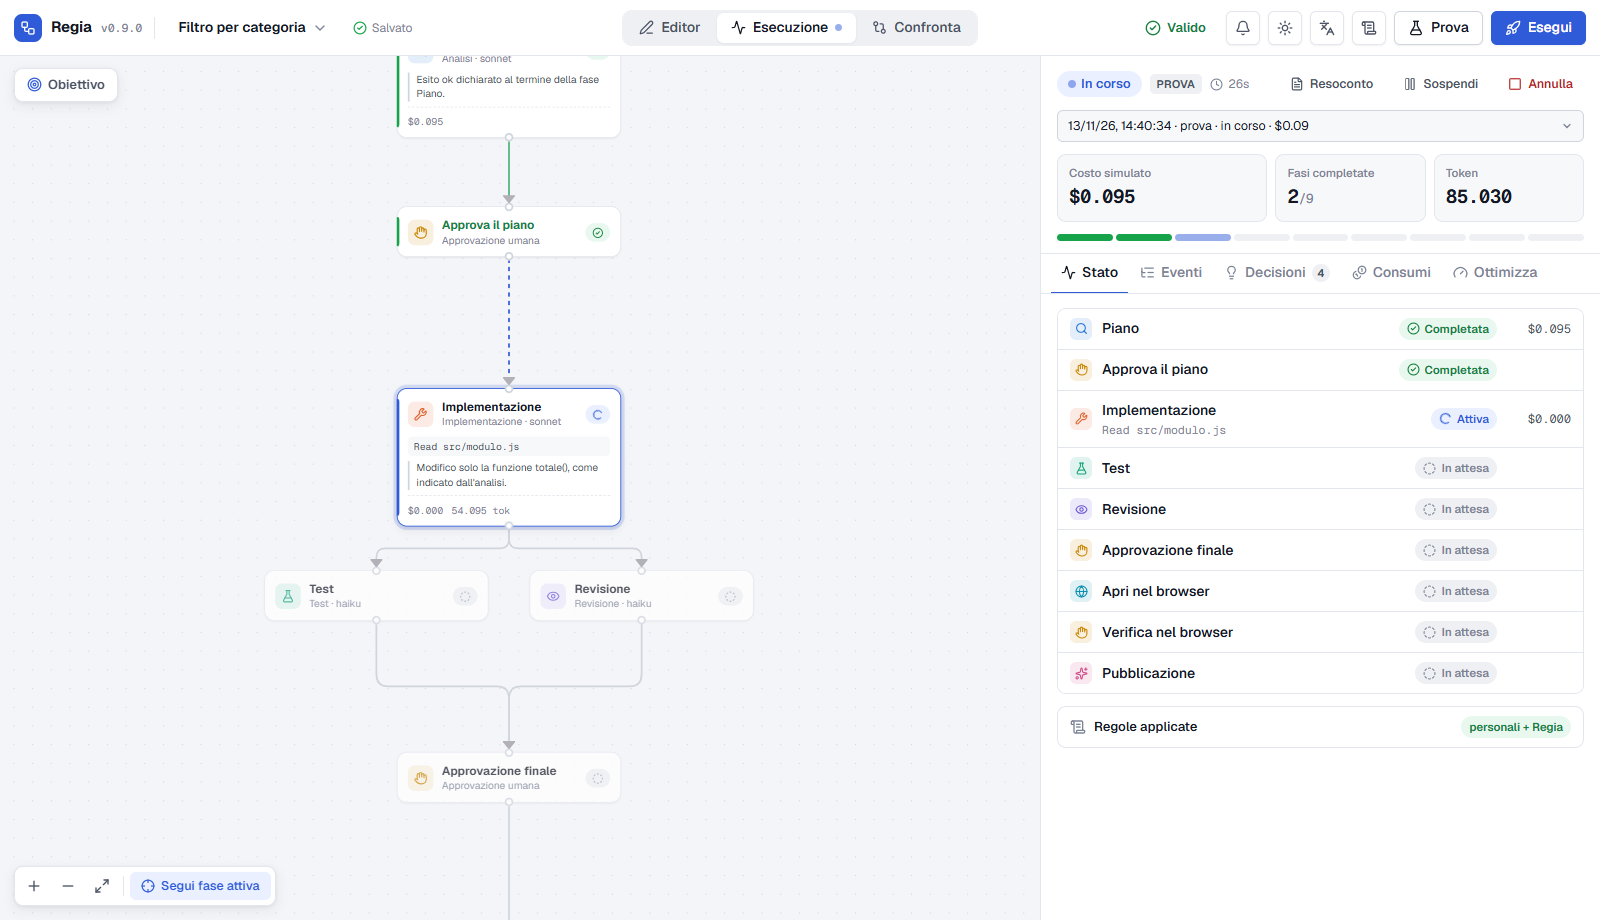 Regia v0.9.0
Filtro per categoria
Salvato
Editor
Esecuzione
Confronta
Valido
Prova
Esegui
Obiettivo
Analisi · sonnet
Esito ok dichiarato al termine della fase
Piano.
$0.095
Approva il piano
Approvazione umana
Implementazione
Implementazione · sonnet
Read src/modulo.js
Modifico solo la funzione totale(), come
indicato dall'analisi.
$0.000 54.095 tok
Test
Test · haiku
Revisione
Revisione · haiku
Approvazione finale
Approvazione umana
Segui fase attiva
In corso
PROVA
26s
Resoconto
Sospendi
Annulla
13/11/26, 14:40:34 · prova · in corso · $0.09
Costo simulato
$0.095
Fasi completate
2/9
Token
85.030
Stato
Eventi
Decisioni 4
Consumi
Ottimizza
Piano Completata $0.095
Approva il piano Completata
Implementazione Attiva $0.000
Read src/modulo.js
Test In attesa
Revisione In attesa
Approvazione finale In attesa
Apri nel browser In attesa
Verifica nel browser In attesa
Pubblicazione In attesa
Regole applicate personali + Regia